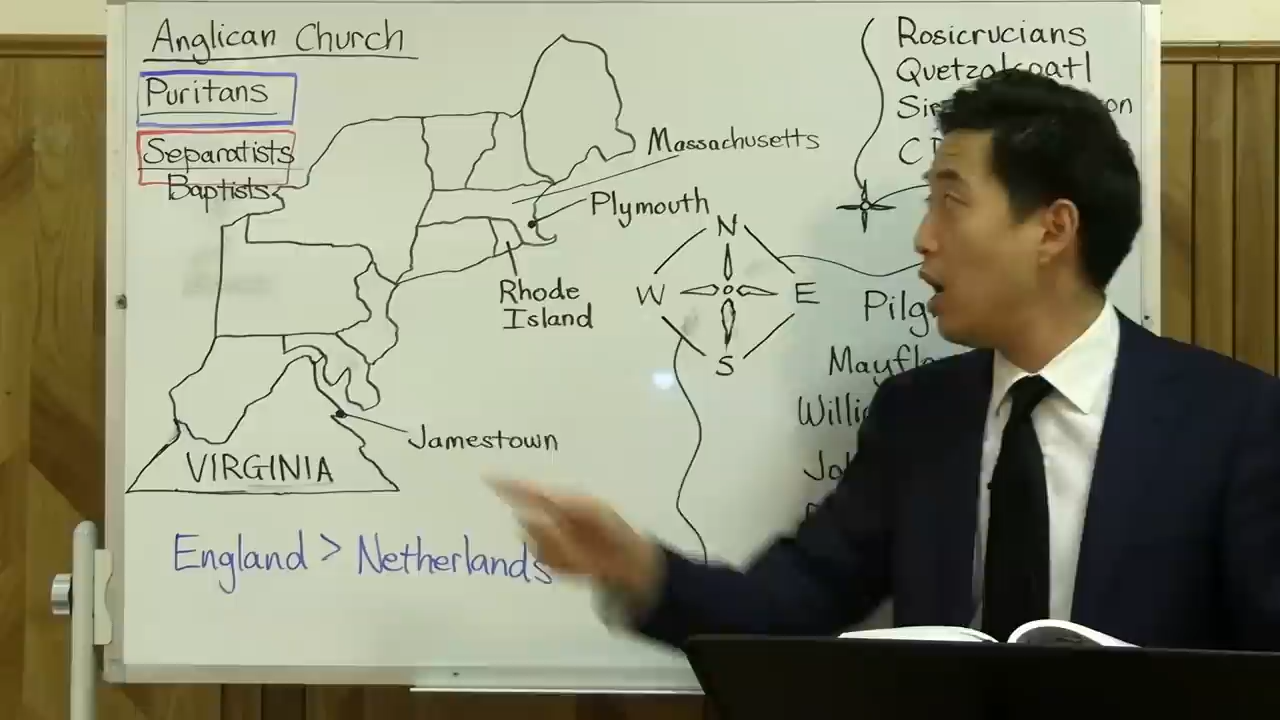 Anglican Church
Puritans
Separatists
Baptists
Massachusetts
Plymouth
Rhode
Island
N
W E
S
Jamestown
VIRGINIA
England > Netherlands
Rosicrucians
Quetzalcoatl